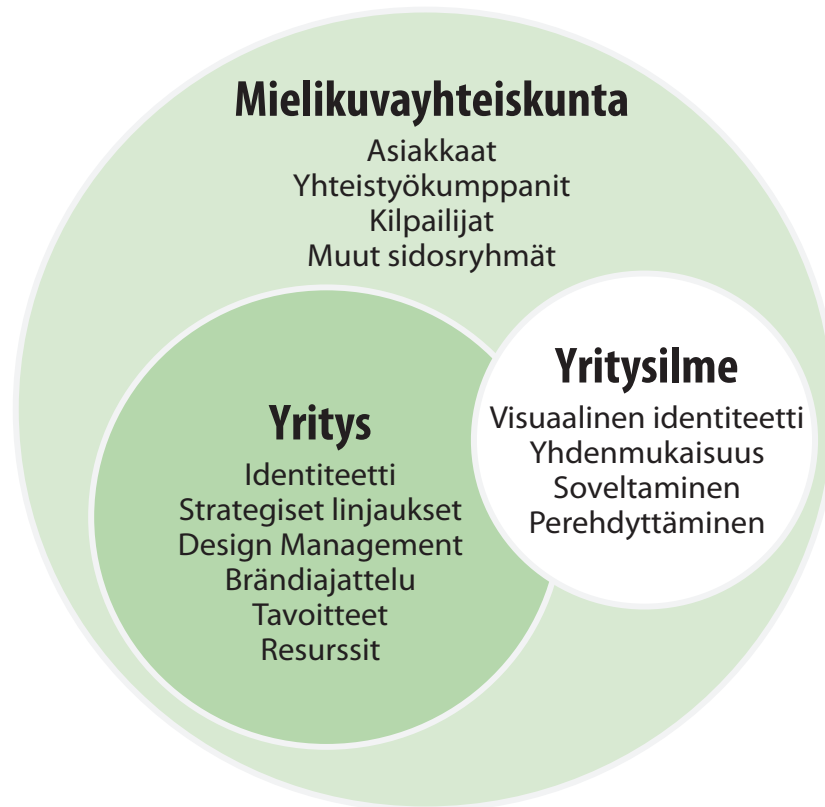 Mielikuvayhteiskunta
Asiakkaat
Yhteistyökumppanit
Kilpailijat
Muut sidosryhmät
Yritys
Identiteetti
Strategiset linjaukset
Design Management
Brändiajattelu
Tavoitteet
Resurssit
Yritysilme
Visuaalinen identiteetti
Yhdenmukaisuus
Soveltaminen
Perehdyttäminen